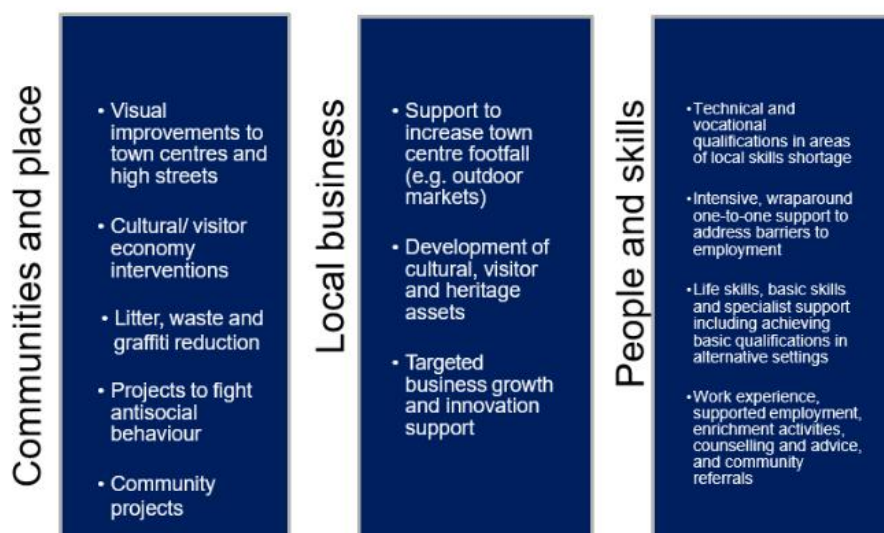 Communities and place
• Visual
improvements to
town centres and
high streets
• Cultural/ visitor
economy
interventions
• Litter, waste and
graffiti reduction
• Projects to fight
antisocial
behaviour
• Community
projects
Local business
• Support to
increase town
centre footfall
(e.g. outdoor
markets)
• Development of
cultural, visitor
and heritage
assets
• Targeted
business growth
and innovation
support
People and skills
•Technical and
vocational
qualifications in areas
of local skills shortage
•Intensive, wraparound
one-to-one support to
address barriers to
employment
•Life skills, basic skills
and specialist support
including achieving
basic qualifications in
alternative settings
•Work experience,
supported employment,
enrichment activities,
counselling and advice,
and community
referrals